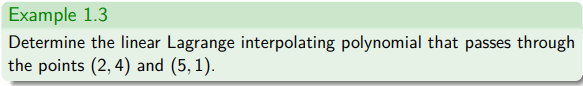 Example 1.3
Determine the linear Lagrange interpolating polynomial that passes through
the points (2, 4) and (5, 1).